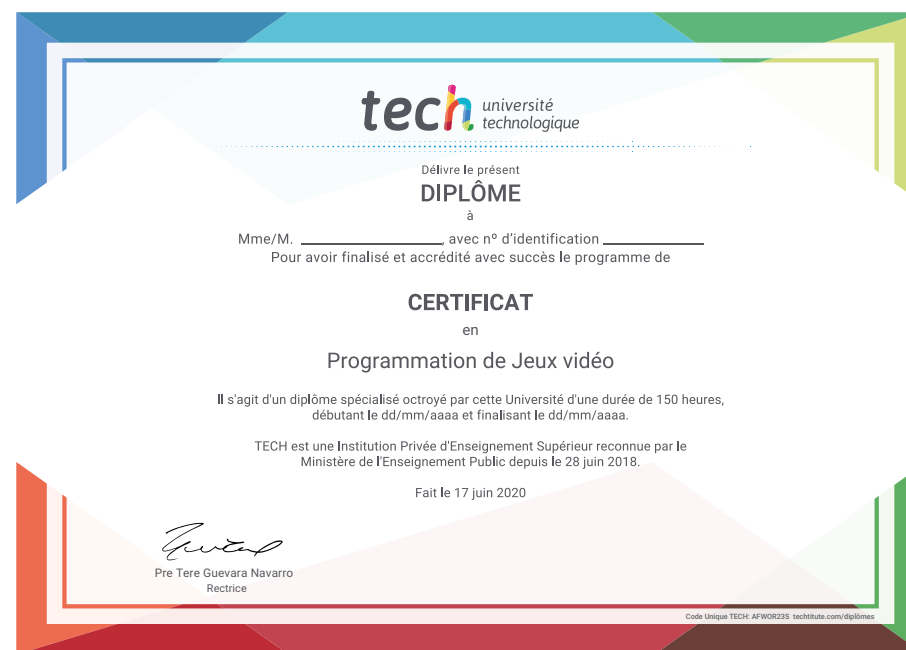 tech université
technologique
Délivre le présent
DIPLÔME
à
Mme/M. ________________, avec nº d'identification ____________
Pour avoir finalisé et accrédité avec succès le programme de
CERTIFICAT
en
Programmation de Jeux vidéo
Il s'agit d'un diplôme spécialisé octroyé par cette Université d'une durée de 150 heures,
débutant le dd/mm/aaaa et finalisant le dd/mm/aaaa.
TECH est une Institution Privée d'Enseignement Supérieur reconnue par le
Ministère de l'Enseignement Public depuis le 28 juin 2018.
Fait le 17 juin 2020
Pre Tere Guevara Navarro
Rectrice
Code Unique TECH: AFWOR23S techtitute.com/diplômes